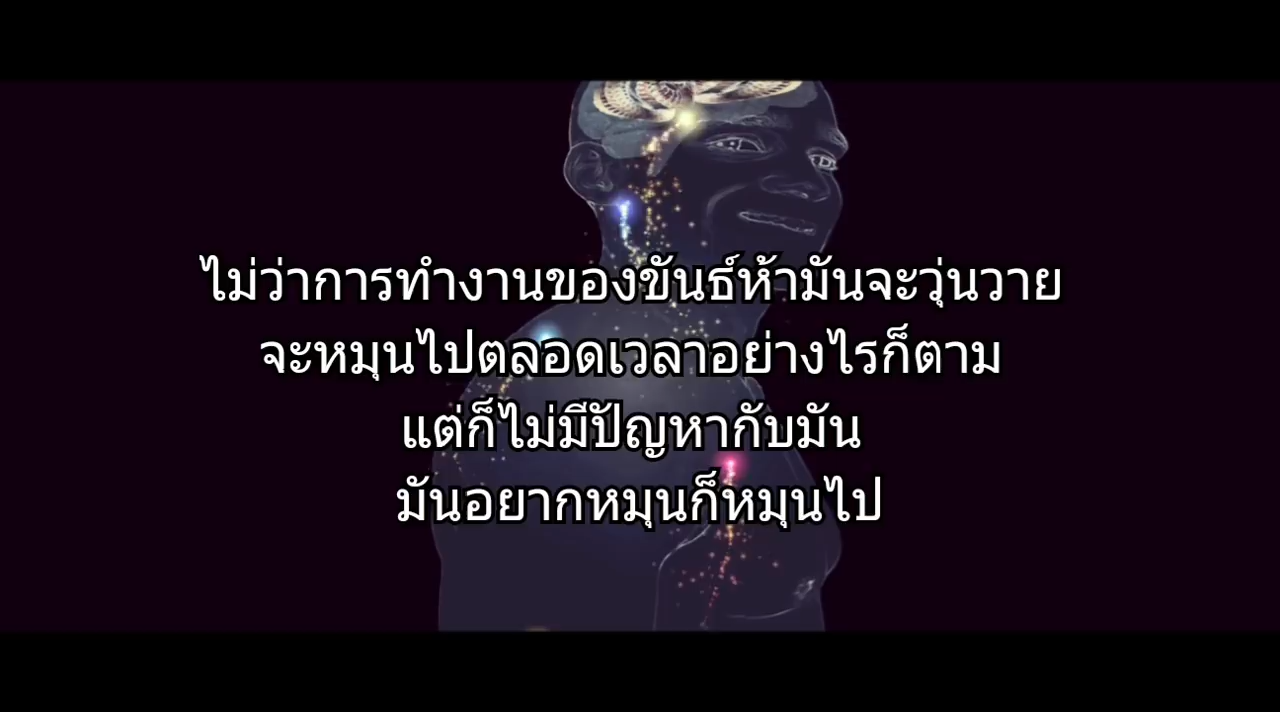 ไม่ว่าการทำงานของขันธ์ห้ามันจะวุ่นวาย
จะหมุนไปตลอดเวลาอย่างไรก็ตาม
แต่ก็ไม่มีปัญหากับมัน
มันอยากหมุนก็หมุนไป